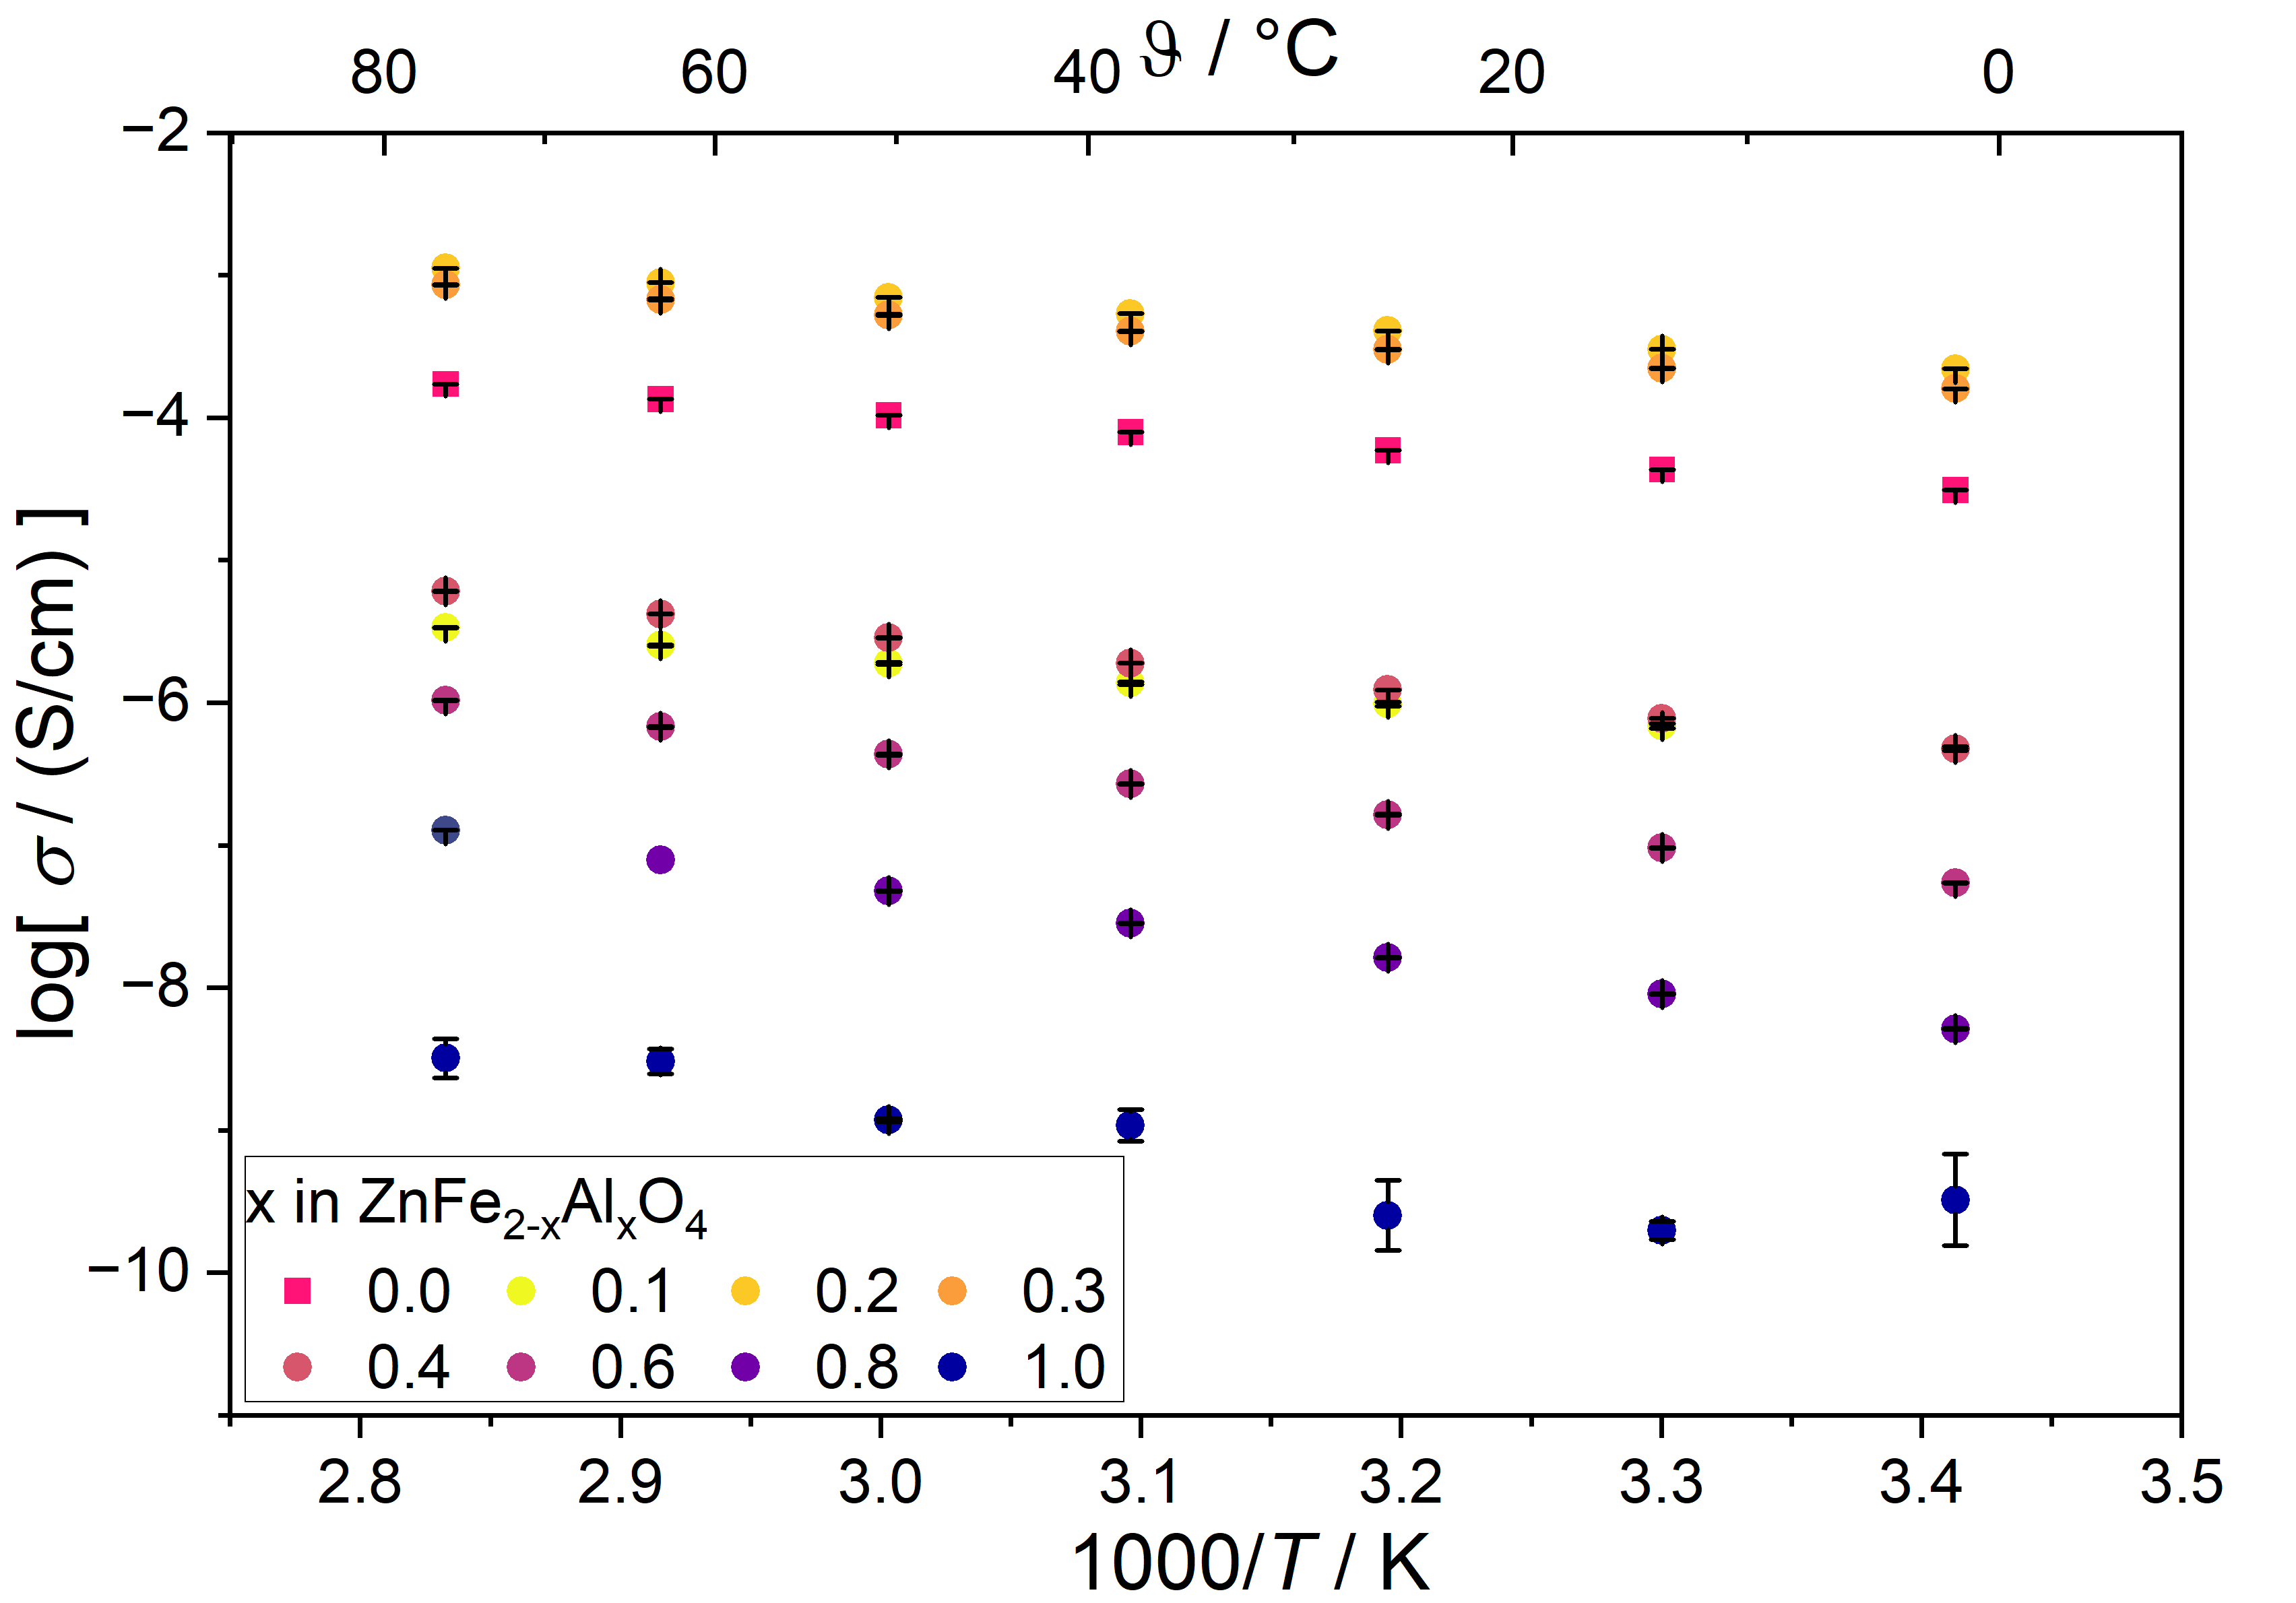 80 60 40 ϑ / °C 20 0
−2
−4
−6
−8
−10
log[ σ / (S/cm) ]
x in ZnFe2-xAlxO4
0.0 0.1 0.2 0.3
0.4 0.6 0.8 1.0
2.8 2.9 3.0 3.1 3.2 3.3 3.4 3.5
1000/T / K